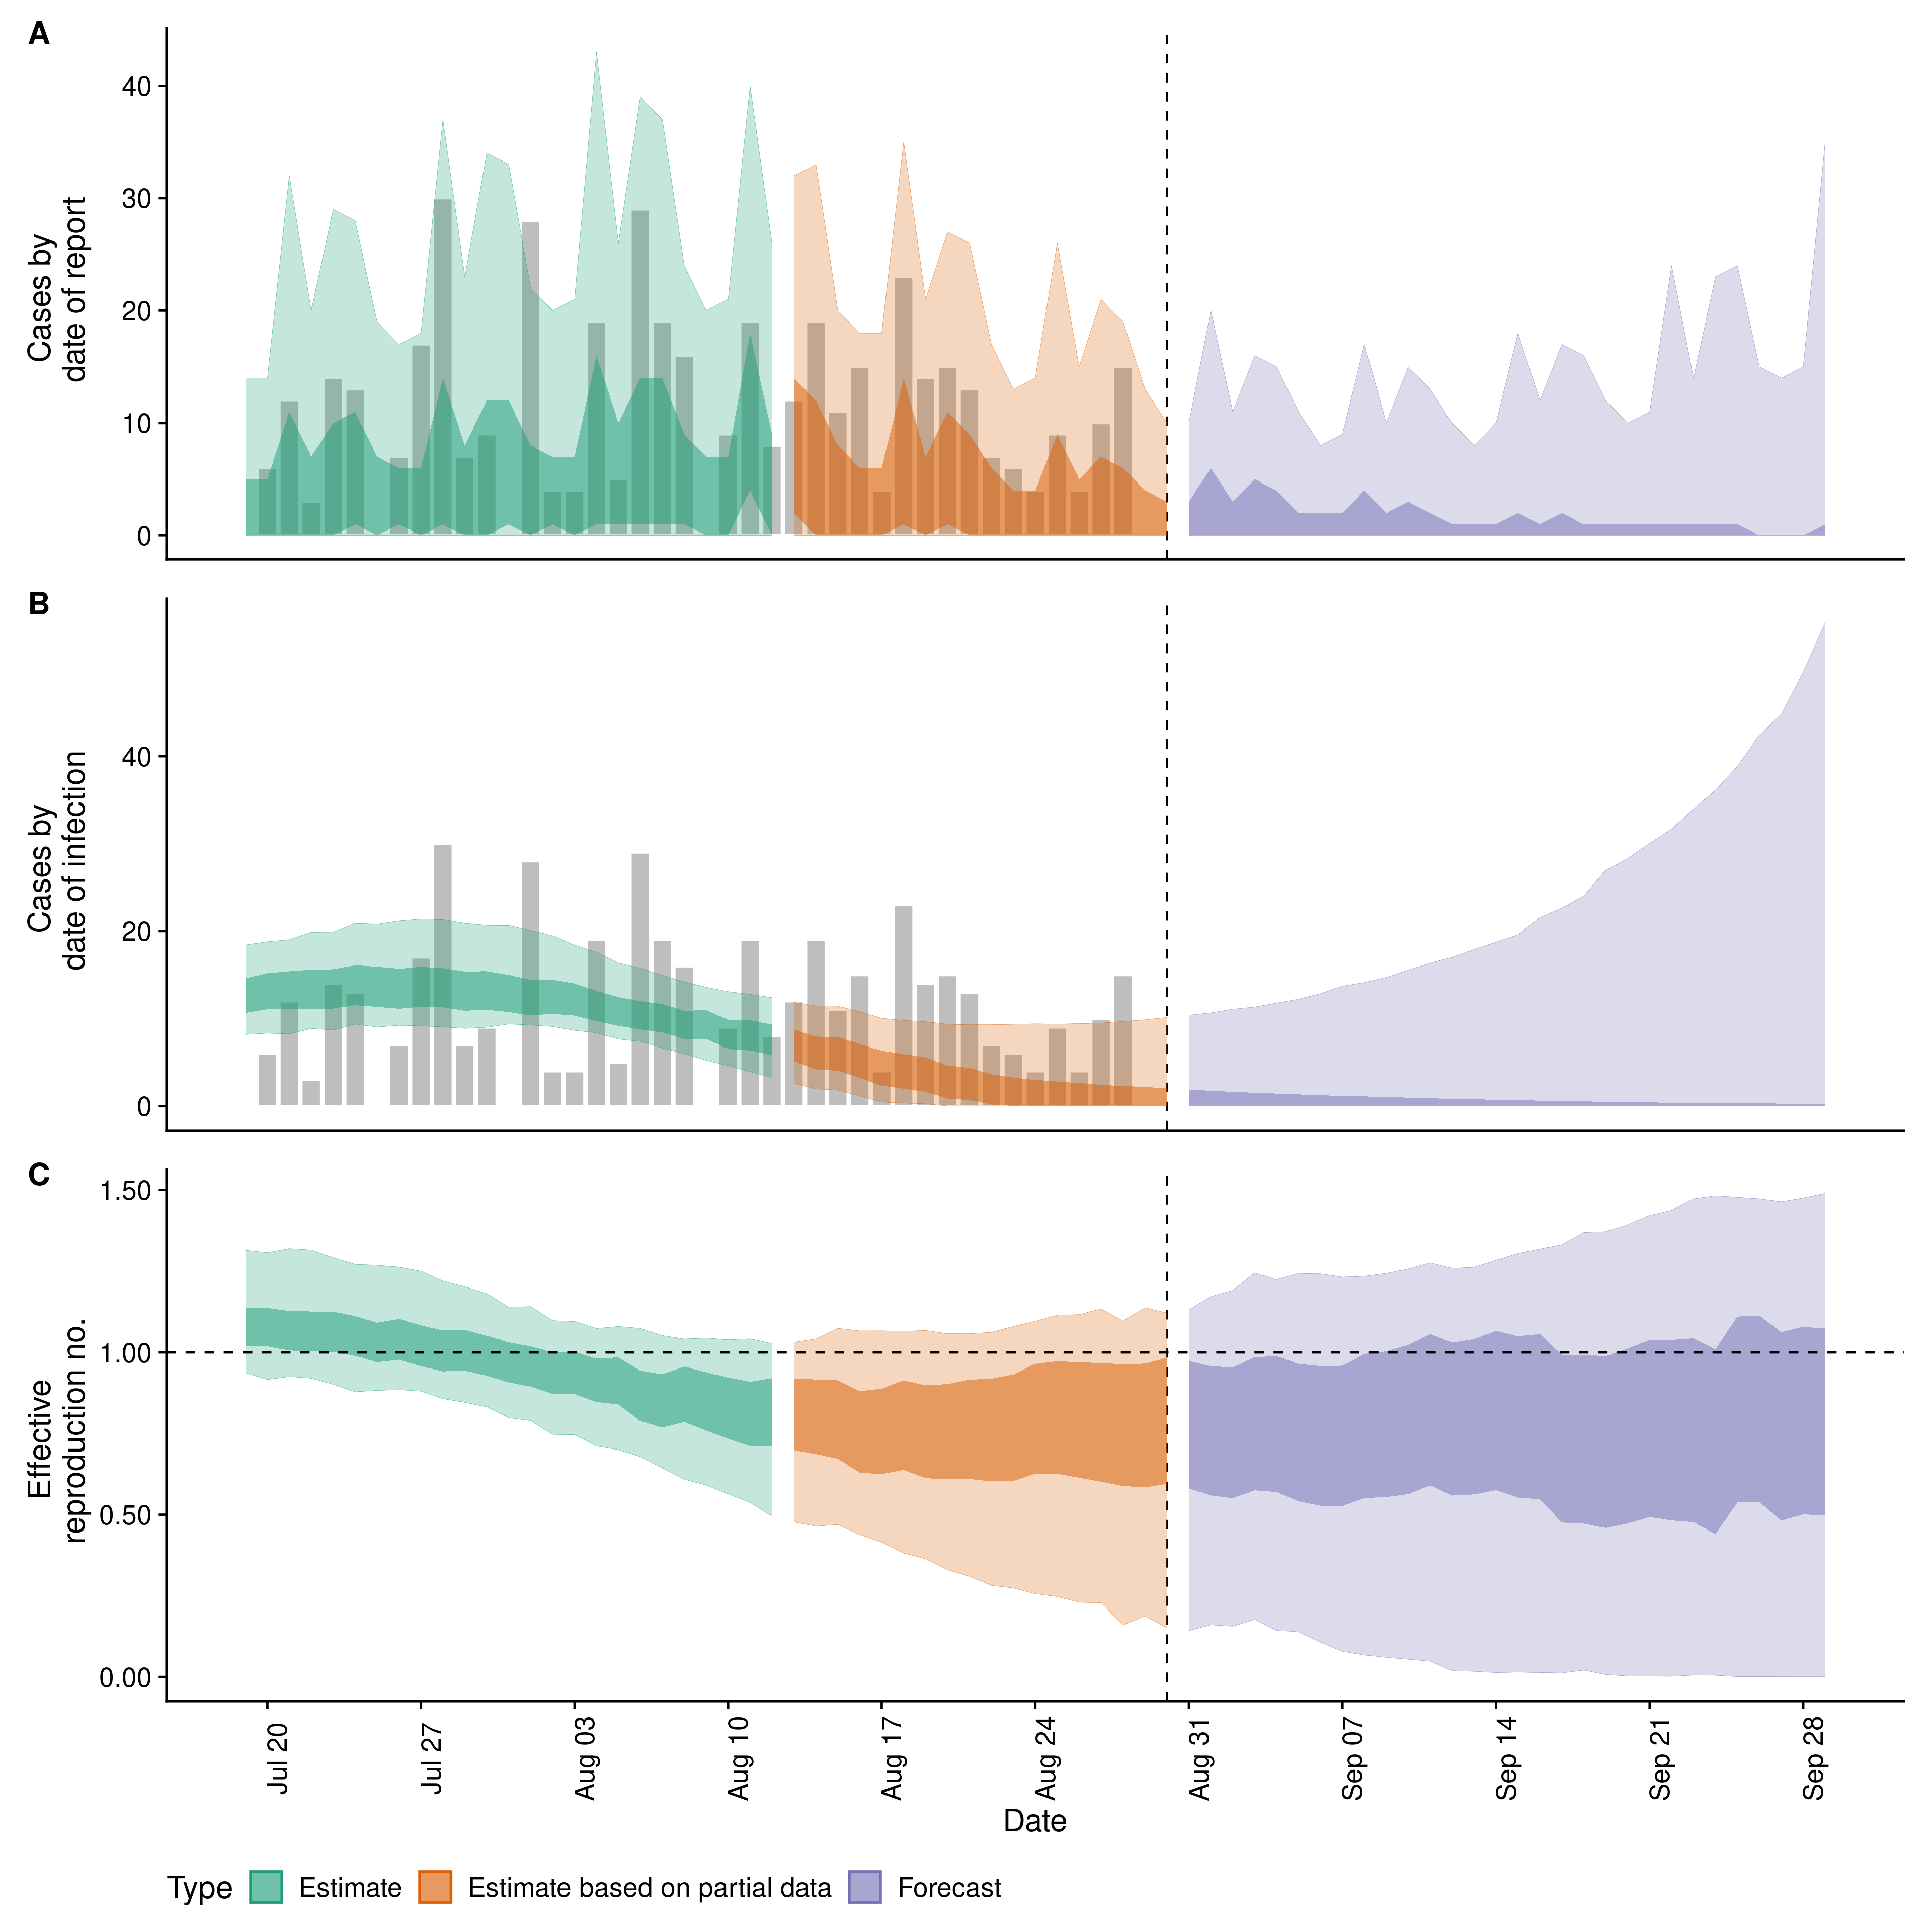 A
Cases by
date of report
40
30
20
10
0
B
Cases by
date of infection
40
20
0
C
Effective
reproduction no.
1.50
1.00
0.50
0.00
Jul 20
Jul 27
Aug 03
Aug 10
Aug 17
Aug 24
Aug 31
Sep 07
Sep 14
Sep 21
Sep 28
Date
Type Estimate Estimate based on partial data Forecast